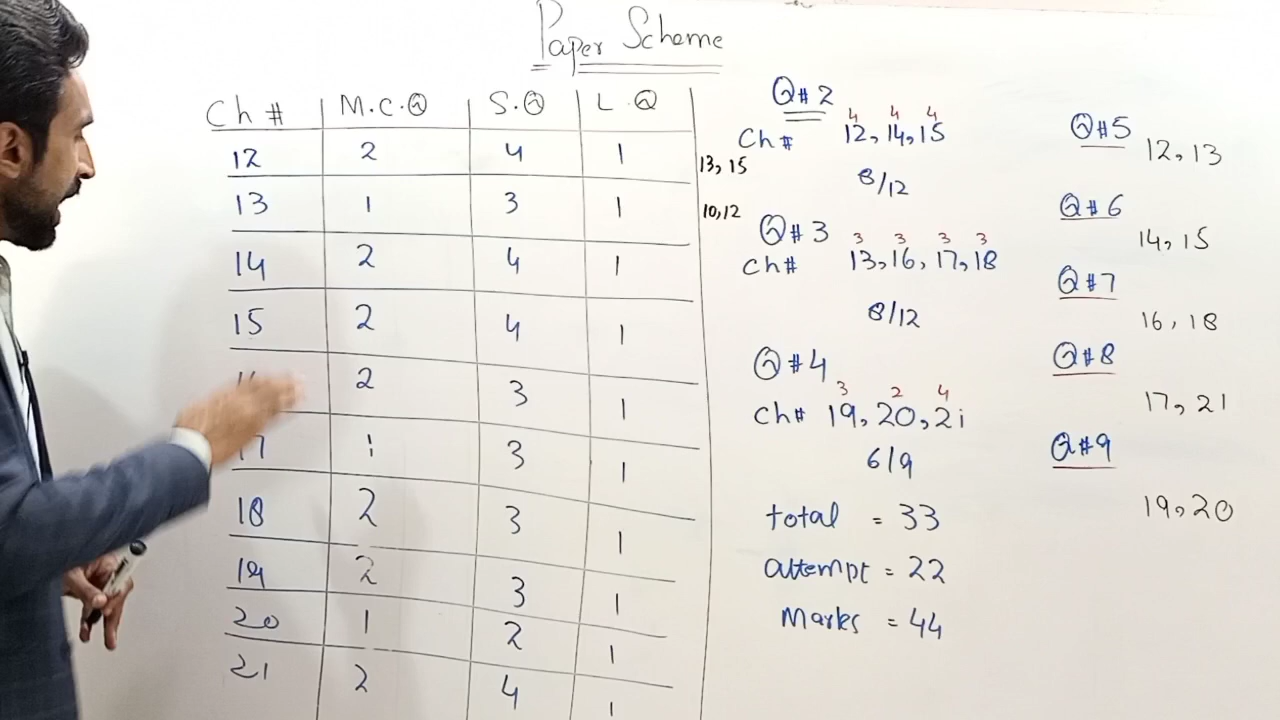 Paper Scheme
Ch # M.C.Q S.Q L.Q
12 2 4 1
13 1 3 1
14 2 4 1
15 2 4 1
2 3 1
1 3 1
18 2 3 1
19 2 3 1
20 1 2 1
21 2 4 1
13, 15
10,12
Q#2
4 4 4
Ch# 12,14,15
8/12
Q#3
3 3 3 3
Ch# 13,16,17,18
8/12
Q#4
3 2 4
Ch# 19,20,21
6/9
total = 33
attempt = 22
Marks = 44
Q#5
12,13
Q#6
14,15
Q#7
16,18
Q#8
17,21
Q#9
19,20